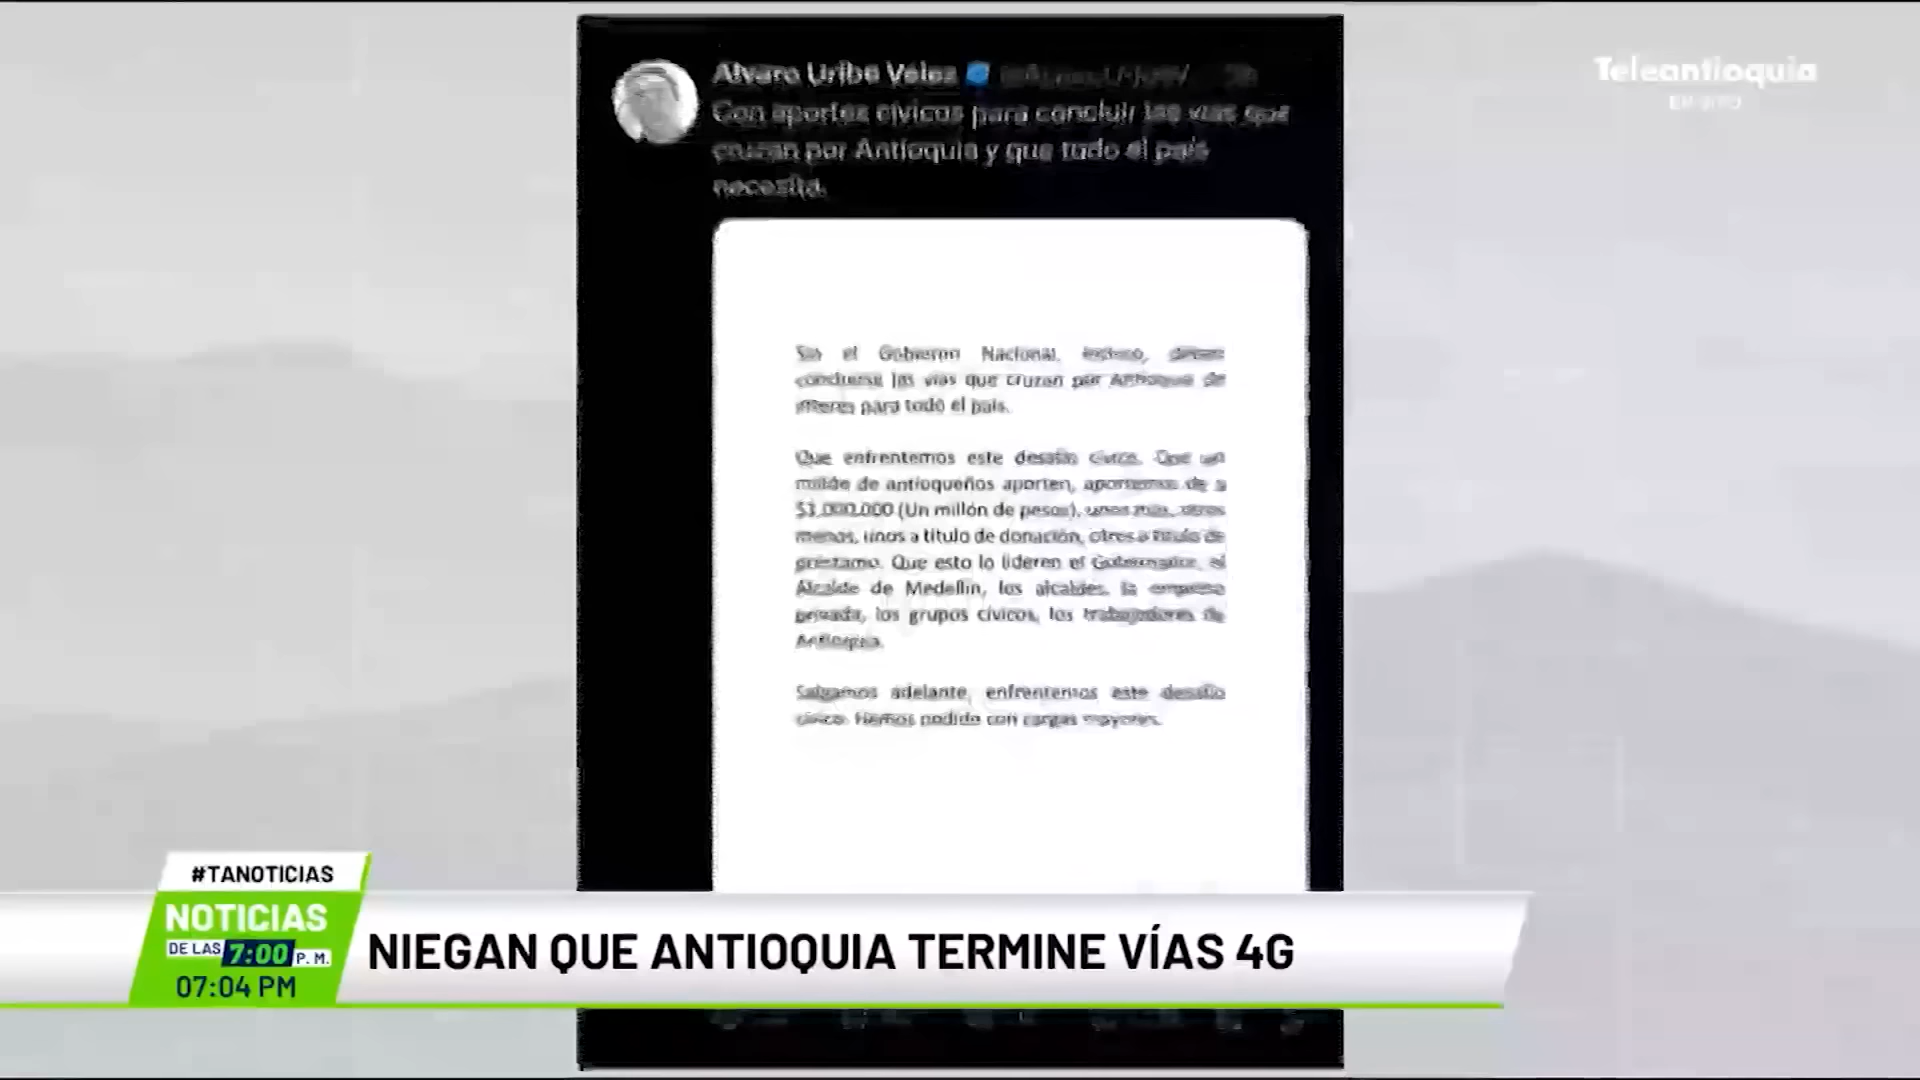 Alvaro Uribe Vélez
Con aportes cívicos para concluir las vías que
cruzan por Antioquia y que todo el país
necesita.
Teleantioquia
EN VIVO
Sin el Gobierno Nacional, incluso, deben
concluirse las vías que cruzan por Antioquia de
interés para todo el país.
Que enfrentemos este desafío cívico. Que un
millón de antioqueños aporten, aportemos de a
$1.000.000 (Un millón de pesos), unos más, otros
menos, unos a título de donación, otros a título de
préstamo. Que esto lo lideren el Gobernador, el
Alcalde de Medellín, los alcaldes, la empresa
privada, los grupos cívicos, los trabajadores de
Antioquia.
Salgamos adelante, enfrentemos este desafío
cívico. Hemos podido con cargas mayores.
#TANOTICIAS
NOTICIAS
DE LAS 7:00 P. M.
07:04 PM
NIEGAN QUE ANTIOQUIA TERMINE VÍAS 4G